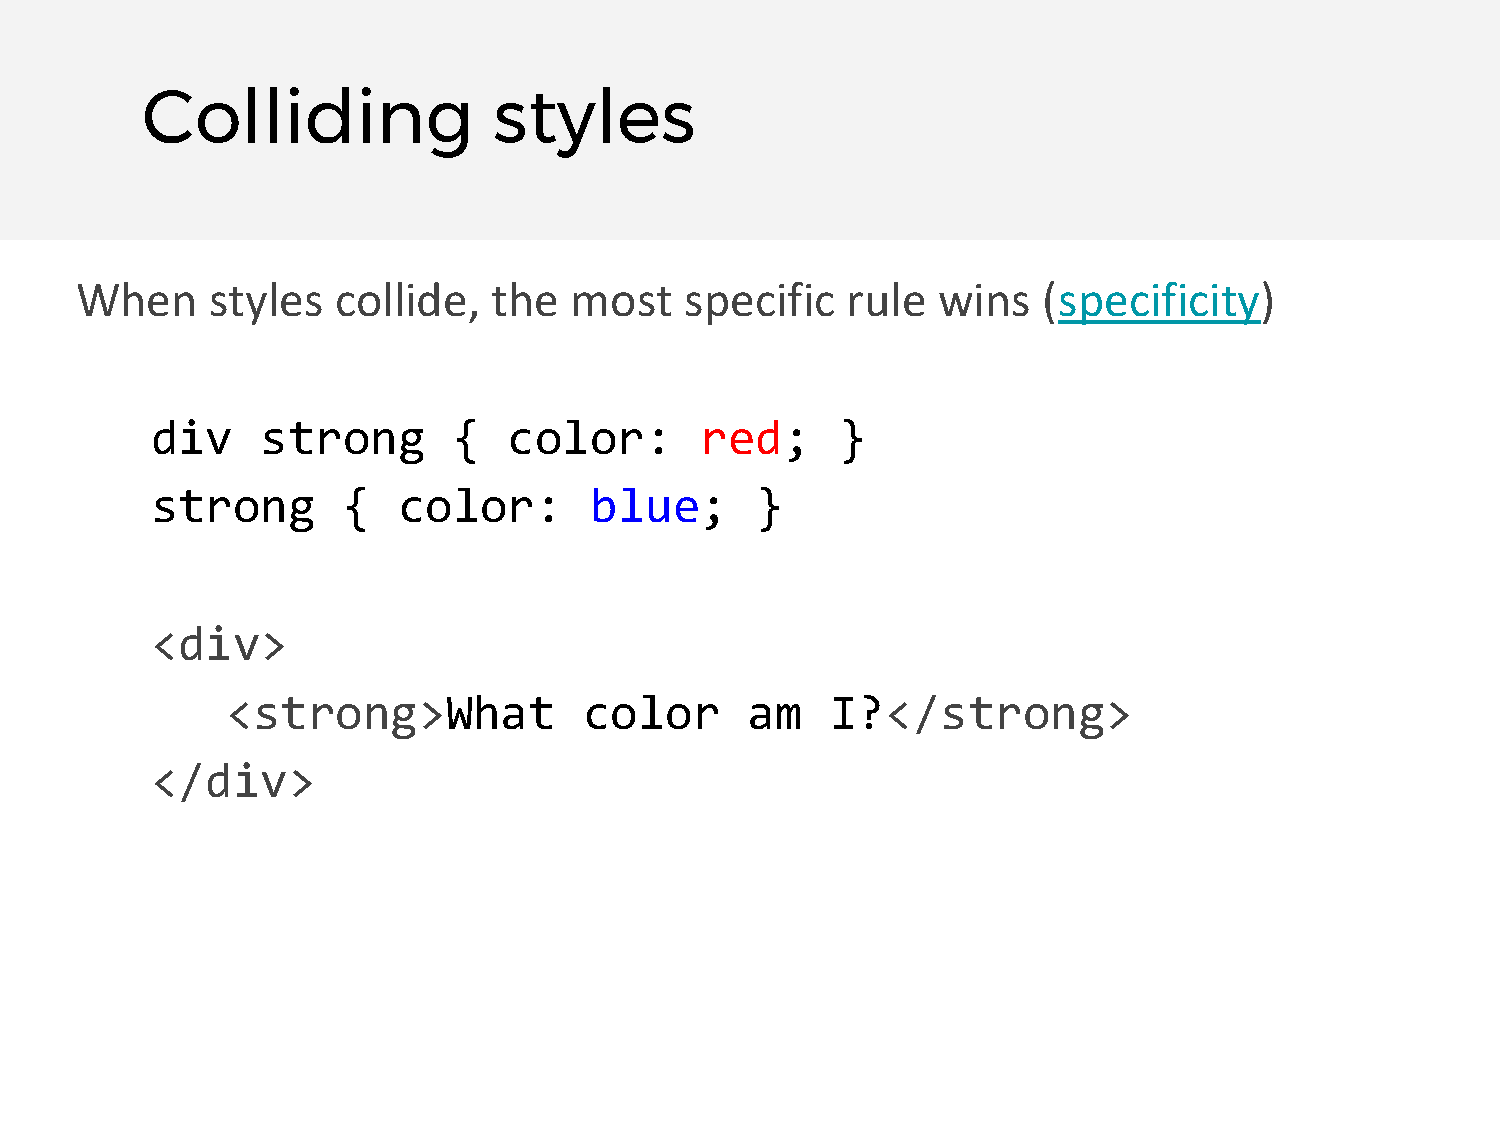 Colliding styles
When styles collide, the most specific rule wins (specificity)
div strong { color: red; }
strong { color: blue; }
<div>
<strong>What color am I?</strong>
</div>